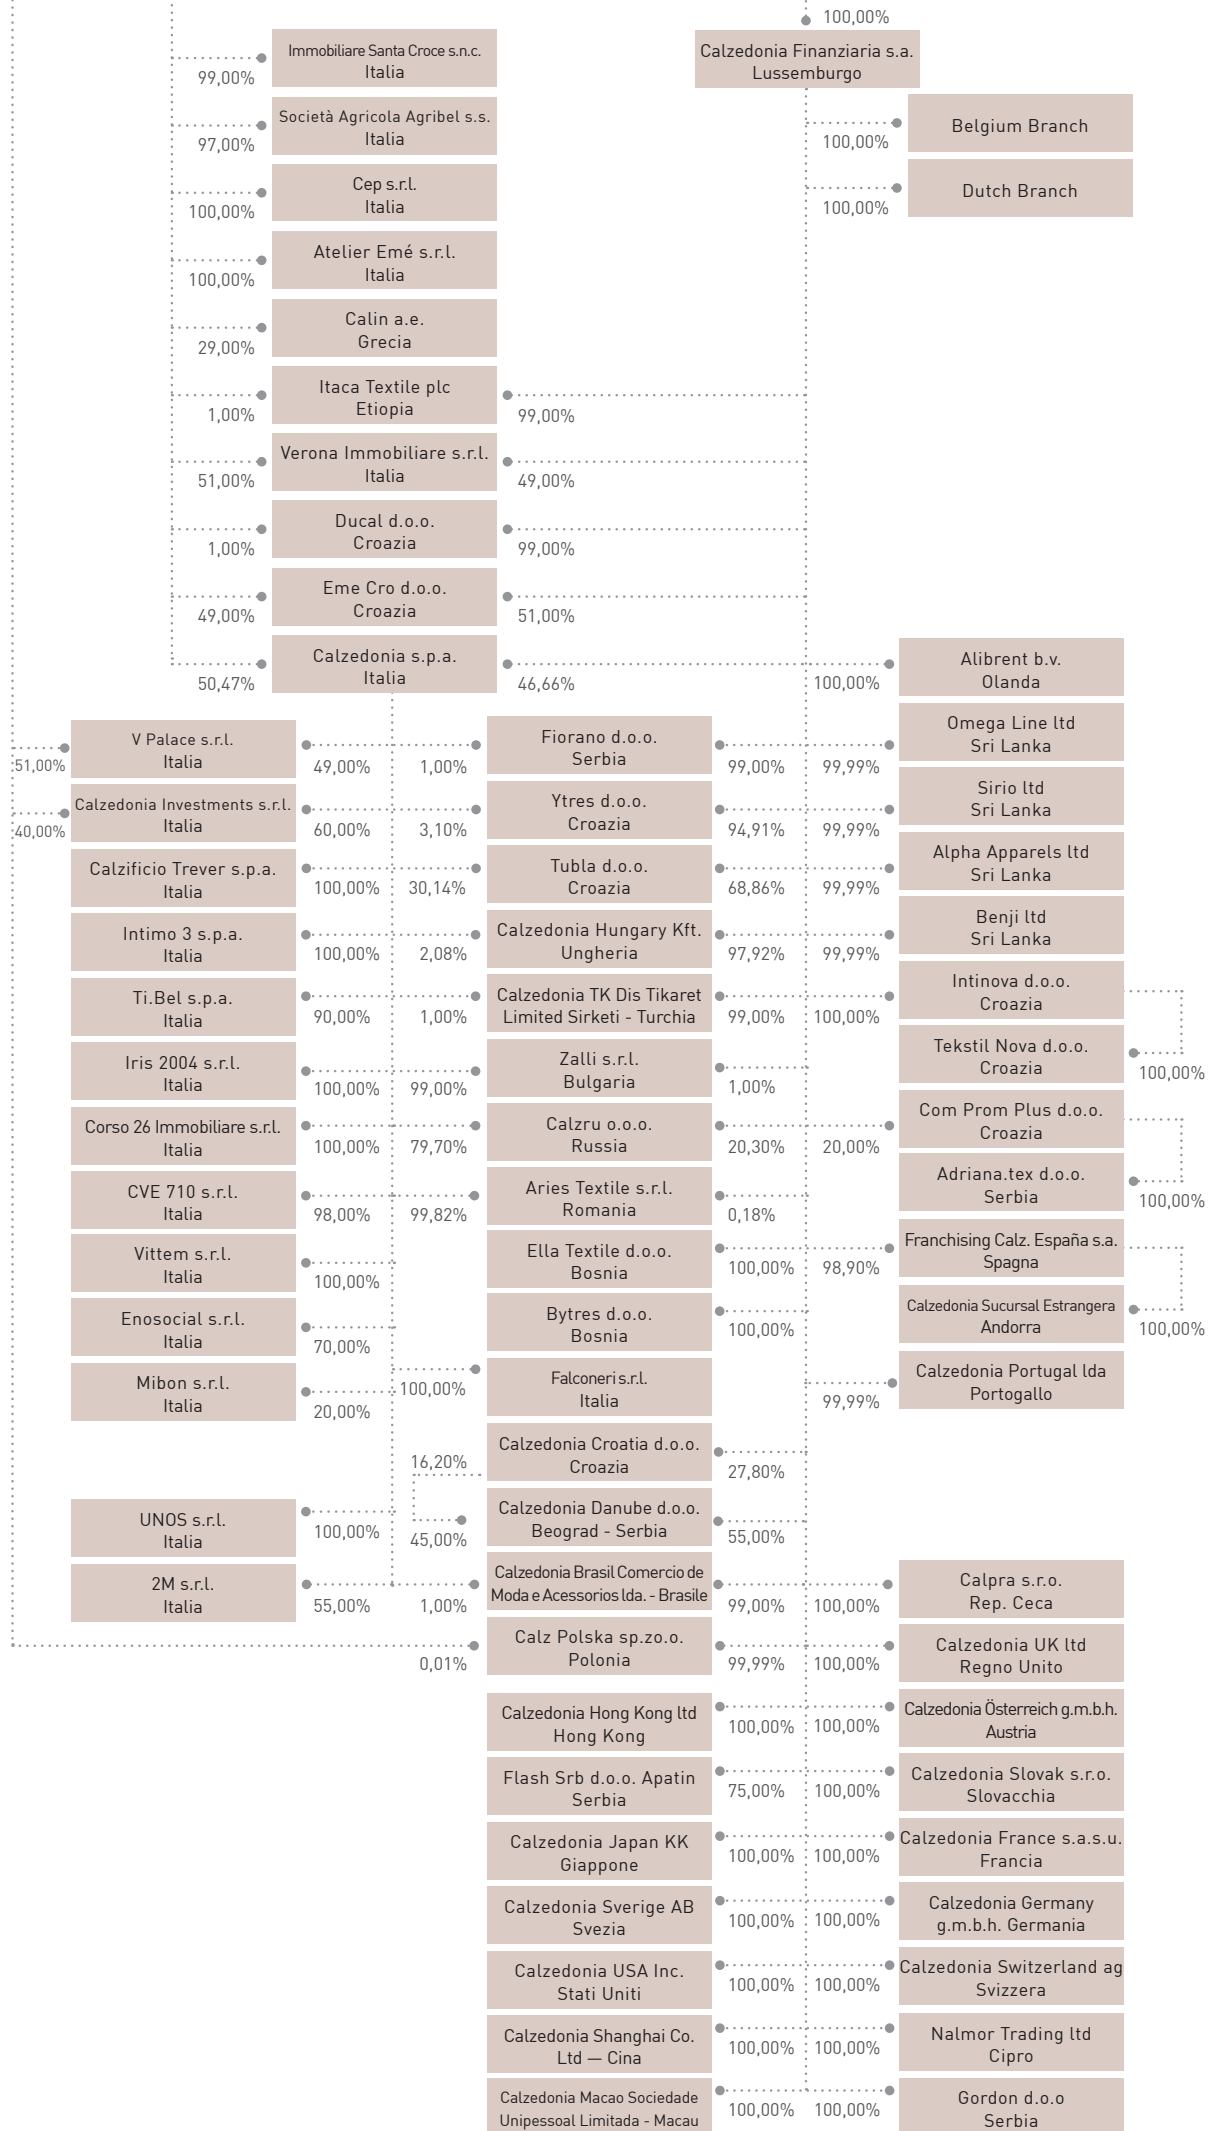 100,00%
Calzedonia Finanziaria s.a.
Lussemburgo
Belgium Branch
100,00%
Dutch Branch
100,00%
Immobiliare Santa Croce s.n.c.
Italia
99,00%
Società Agricola Agribel s.s.
Italia
97,00%
Cep s.r.l.
Italia
100,00%
Atelier Emé s.r.l.
Italia
100,00%
Calin a.e.
Grecia
29,00%
Itaca Textile plc
Etiopia
1,00%
99,00%
Verona Immobiliare s.r.l.
Italia
51,00%
49,00%
Ducal d.o.o.
Croazia
1,00%
99,00%
Eme Cro d.o.o.
Croazia
49,00%
51,00%
Calzedonia s.p.a.
Italia
50,47%
46,66%
V Palace s.r.l.
Italia
51,00%
49,00%
Calzedonia Investments s.r.l.
Italia
40,00%
60,00%
Calzificio Trever s.p.a.
Italia
100,00%
Intimo 3 s.p.a.
Italia
100,00%
Ti.Bel s.p.a.
Italia
90,00%
Iris 2004 s.r.l.
Italia
100,00%
Corso 26 Immobiliare s.r.l.
Italia
100,00%
CVE 710 s.r.l.
Italia
98,00%
Vittem s.r.l.
Italia
100,00%
Enosocial s.r.l.
Italia
70,00%
Mibon s.r.l.
Italia
20,00%
UNOS s.r.l.
Italia
100,00%
2M s.r.l.
Italia
55,00%
Fiorano d.o.o.
Serbia
1,00%
99,00%
Ytres d.o.o.
Croazia
3,10%
94,91%
Tubla d.o.o.
Croazia
30,14%
68,86%
Calzedonia Hungary Kft.
Ungheria
2,08%
97,92%
Calzedonia TK Dis Tikaret
Limited Sirketi - Turchia
1,00%
99,00%
Zalli s.r.l.
Bulgaria
99,00%
1,00%
Calzru o.o.o.
Russia
79,70%
20,30%
Aries Textile s.r.l.
Romania
99,82%
0,18%
Ella Textile d.o.o.
Bosnia
100,00%
Bytres d.o.o.
Bosnia
100,00%
Falconeri s.r.l.
Italia
100,00%
Calzedonia Croatia d.o.o.
Croazia
16,20%
27,80%
Calzedonia Danube d.o.o.
Beograd - Serbia
45,00%
55,00%
Calzedonia Brasil Comercio de
Moda e Acessorios lda. - Brasile
1,00%
99,00%
Calz Polska sp.zo.o.
Polonia
0,01%
99,99%
Calzedonia Hong Kong ltd
Hong Kong
100,00%
Flash Srb d.o.o. Apatin
Serbia
75,00%
Calzedonia Japan KK
Giappone
100,00%
Calzedonia Sverige AB
Svezia
100,00%
Calzedonia USA Inc.
Stati Uniti
100,00%
Calzedonia Shanghai Co.
Ltd — Cina
100,00%
Calzedonia Macao Sociedade
Unipessoal Limitada - Macau
100,00%
Alibrent b.v.
Olanda
100,00%
Omega Line ltd
Sri Lanka
99,99%
Sirio ltd
Sri Lanka
99,99%
Alpha Apparels ltd
Sri Lanka
99,99%
Benji ltd
Sri Lanka
99,99%
Intinova d.o.o.
Croazia
100,00%
Tekstil Nova d.o.o.
Croazia
100,00%
Com Prom Plus d.o.o.
Croazia
20,00%
Adriana.tex d.o.o.
Serbia
100,00%
Franchising Calz. España s.a.
Spagna
98,90%
Calzedonia Sucursal Estrangera
Andorra
100,00%
Calzedonia Portugal lda
Portogallo
99,99%
Calpra s.r.o.
Rep. Ceca
100,00%
Calzedonia UK ltd
Regno Unito
100,00%
Calzedonia Österreich g.m.b.h.
Austria
100,00%
Calzedonia Slovak s.r.o.
Slovacchia
100,00%
Calzedonia France s.a.s.u.
Francia
100,00%
Calzedonia Germany
g.m.b.h. Germania
100,00%
Calzedonia Switzerland ag
Svizzera
100,00%
Nalmor Trading ltd
Cipro
100,00%
Gordon d.o.o
Serbia
100,00%